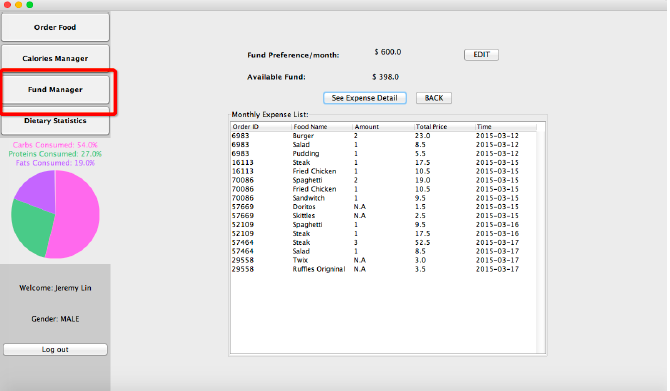 Order Food
Calories Manager
Fund Manager
Dietary Statistics
Carbs Consumed: 54.0%
Proteins Consumed: 27.0%
Fats Consumed: 19.0%
Welcome: Jeremy Lin
Gender: MALE
Log out
Fund Preference/month: $ 600.0 EDIT
Available Fund: $ 398.0
See Expense Detail BACK
Monthly Expense List:
Order ID Food Name Amount Total Price Time
6983 Burger 2 23.0 2015-03-12
6983 Salad 1 8.5 2015-03-12
6983 Pudding 1 5.5 2015-03-12
16113 Steak 1 17.5 2015-03-15
16113 Fried Chicken 1 10.5 2015-03-15
70086 Spaghetti 2 19.0 2015-03-15
70086 Fried Chicken 1 10.5 2015-03-15
70086 Sandwitch 1 9.5 2015-03-15
57669 Doritos N.A 1.5 2015-03-15
57669 Skittles N.A 2.5 2015-03-15
52109 Spaghetti 1 9.5 2015-03-16
52109 Steak 1 17.5 2015-03-16
57464 Steak 3 52.5 2015-03-17
57464 Salad 1 8.5 2015-03-17
29558 Twix N.A 3.0 2015-03-17
29558 Ruffles Origninal N.A 3.5 2015-03-17